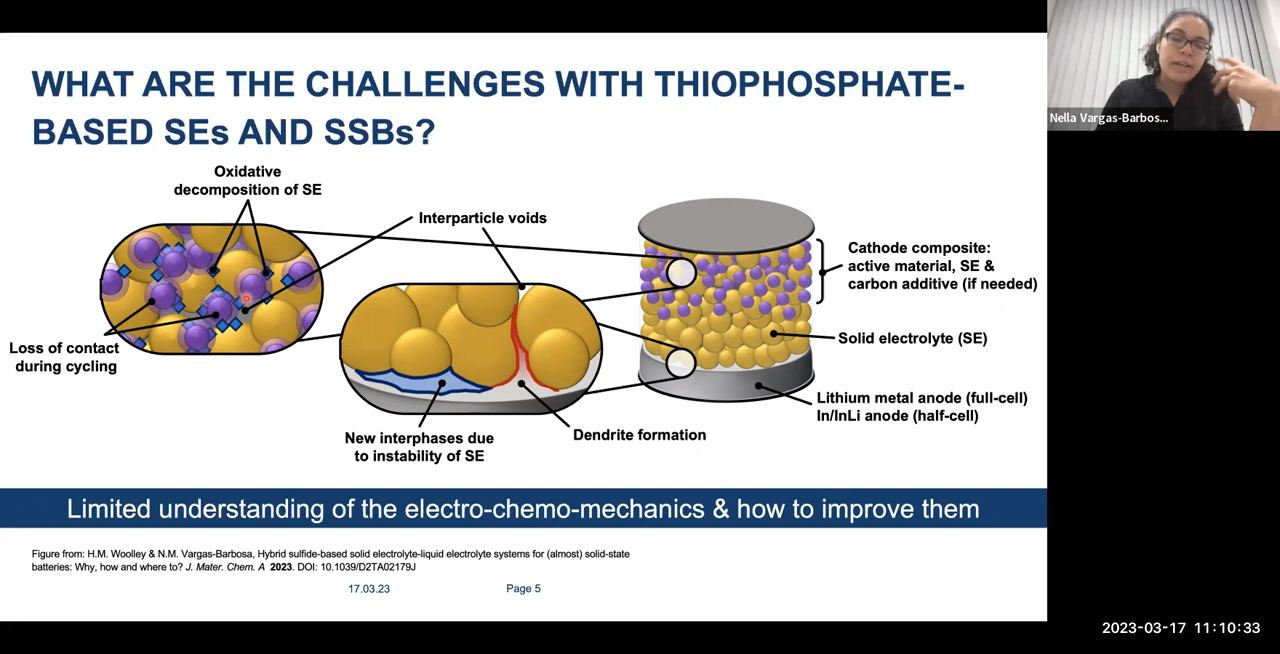 WHAT ARE THE CHALLENGES WITH THIOPHOSPHATE-
BASED SEs AND SSBs?
Oxidative
decomposition of SE
Interparticle voids
Loss of contact
during cycling
New interphases due
to instability of SE
Dendrite formation
Cathode composite:
active material, SE &
carbon additive (if needed)
Solid electrolyte (SE)
Lithium metal anode (full-cell)
In/InLi anode (half-cell)
Limited understanding of the electro-chemo-mechanics & how to improve them
Figure from: H.M. Woolley & N.M. Vargas-Barbosa, Hybrid sulfide-based solid electrolyte-liquid electrolyte systems for (almost) solid-state
batteries: Why, how and where to? J. Mater. Chem. A 2023. DOI: 10.1039/D2TA02179J
17.03.23
Page 5
Nella Vargas-Barbos...
2023-03-17 11:10:33